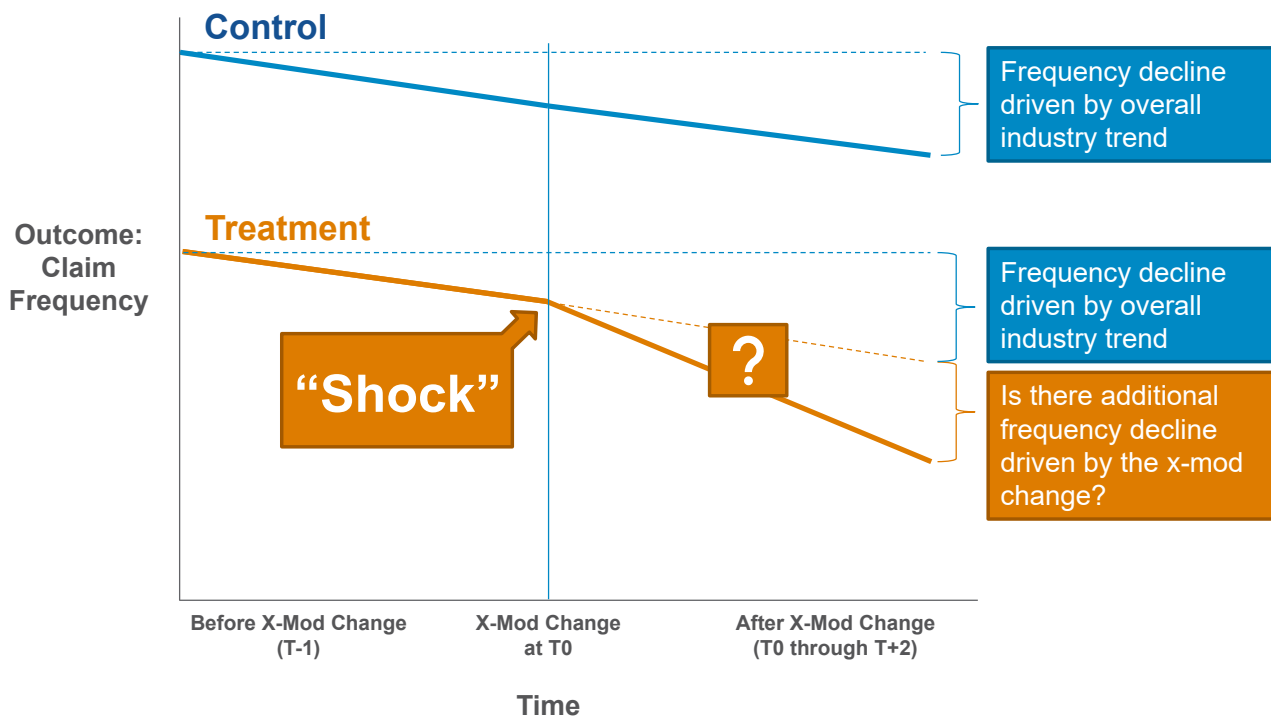 Control
Frequency decline
driven by overall
industry trend
Treatment
Outcome:
Claim
Frequency
Frequency decline
driven by overall
industry trend
“Shock”
?
Is there additional
frequency decline
driven by the x-mod
change?
Before X-Mod Change
(T-1)
X-Mod Change
at T0
After X-Mod Change
(T0 through T+2)
Time